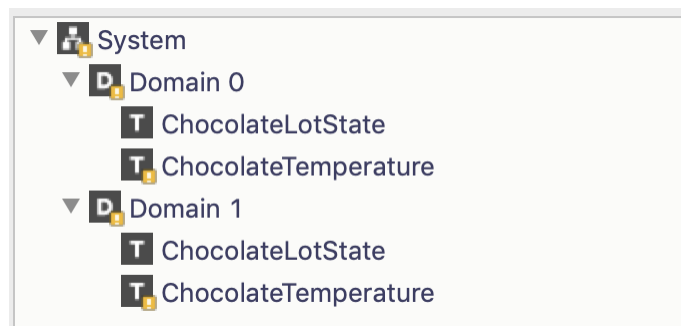 System
D Domain 0
T ChocolateLotState
T ChocolateTemperature
D Domain 1
T ChocolateLotState
T ChocolateTemperature